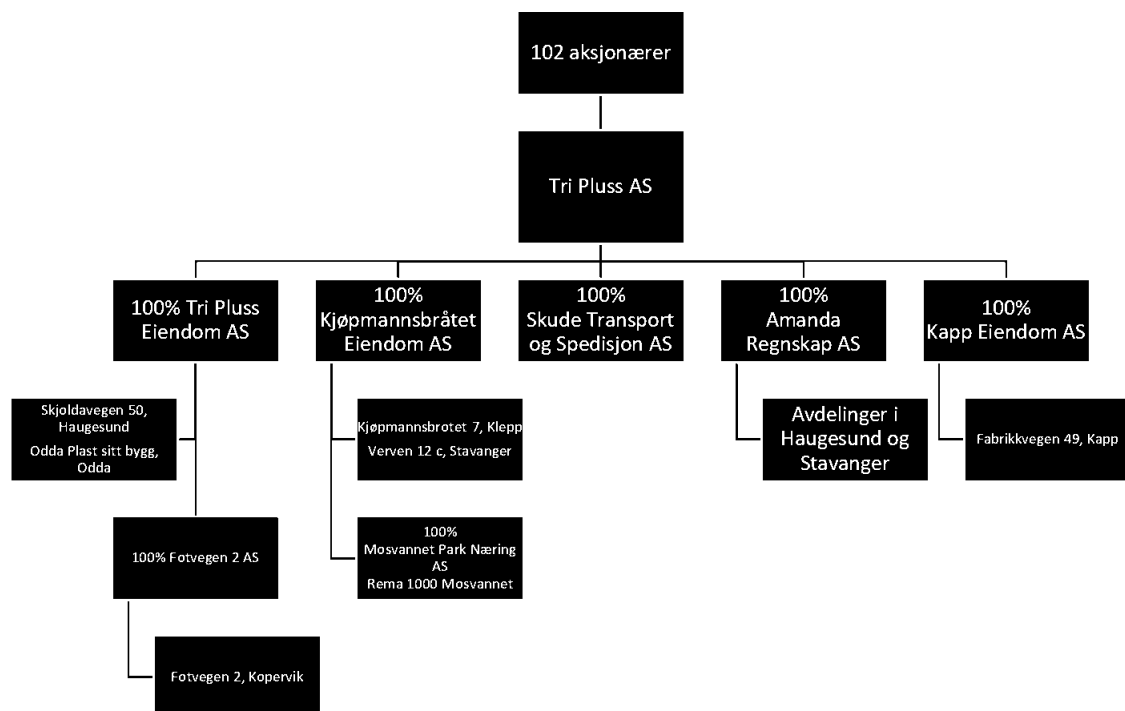 102 aksjonærer
Tri Pluss AS
100% Tri Pluss
Eiendom AS
100%
Kjøpmannsbråtet
Eiendom AS
100%
Skude Transport
og Spedisjon AS
100%
Amanda
Regnskap AS
100%
Kapp Eiendom AS
Skjoldavegen 50,
Haugesund
Odda Plast sitt bygg,
Odda
Kjøpmannsbrotet 7, Klepp
Verven 12 c, Stavanger
Avdelinger i
Haugesund og
Stavanger
Fabrikkvegen 49, Kapp
100% Fotvegen 2 AS
100%
Mosvannet Park Næring
AS
Rema 1000 Mosvannet
Fotvegen 2, Kopervik